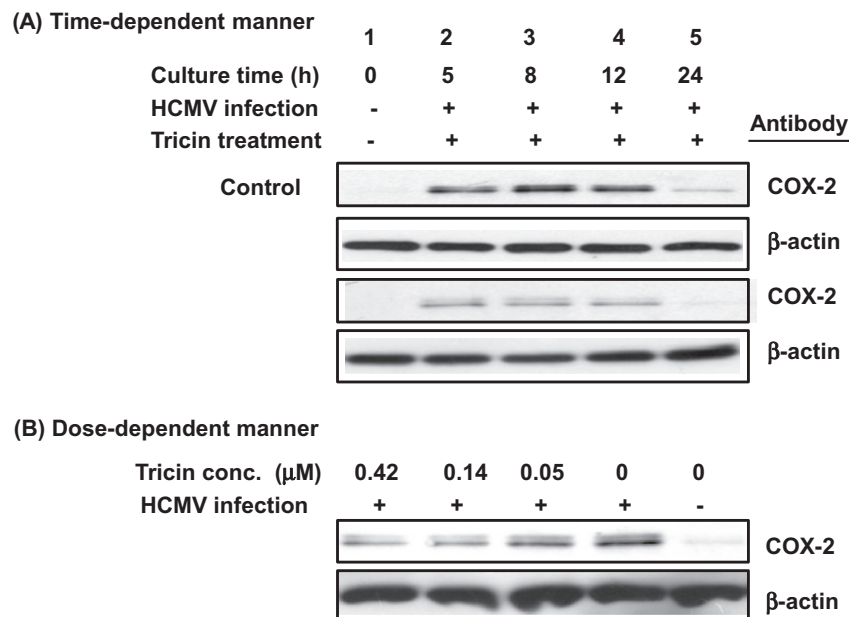 (A) Time-dependent manner
1 2 3 4 5
Culture time (h) 0 5 8 12 24
HCMV infection - + + + +
Tricin treatment - + + + +
Antibody
Control COX-2
β-actin
COX-2
β-actin
(B) Dose-dependent manner
Tricin conc. (μM) 0.42 0.14 0.05 0 0
HCMV infection + + + + -
COX-2
β-actin